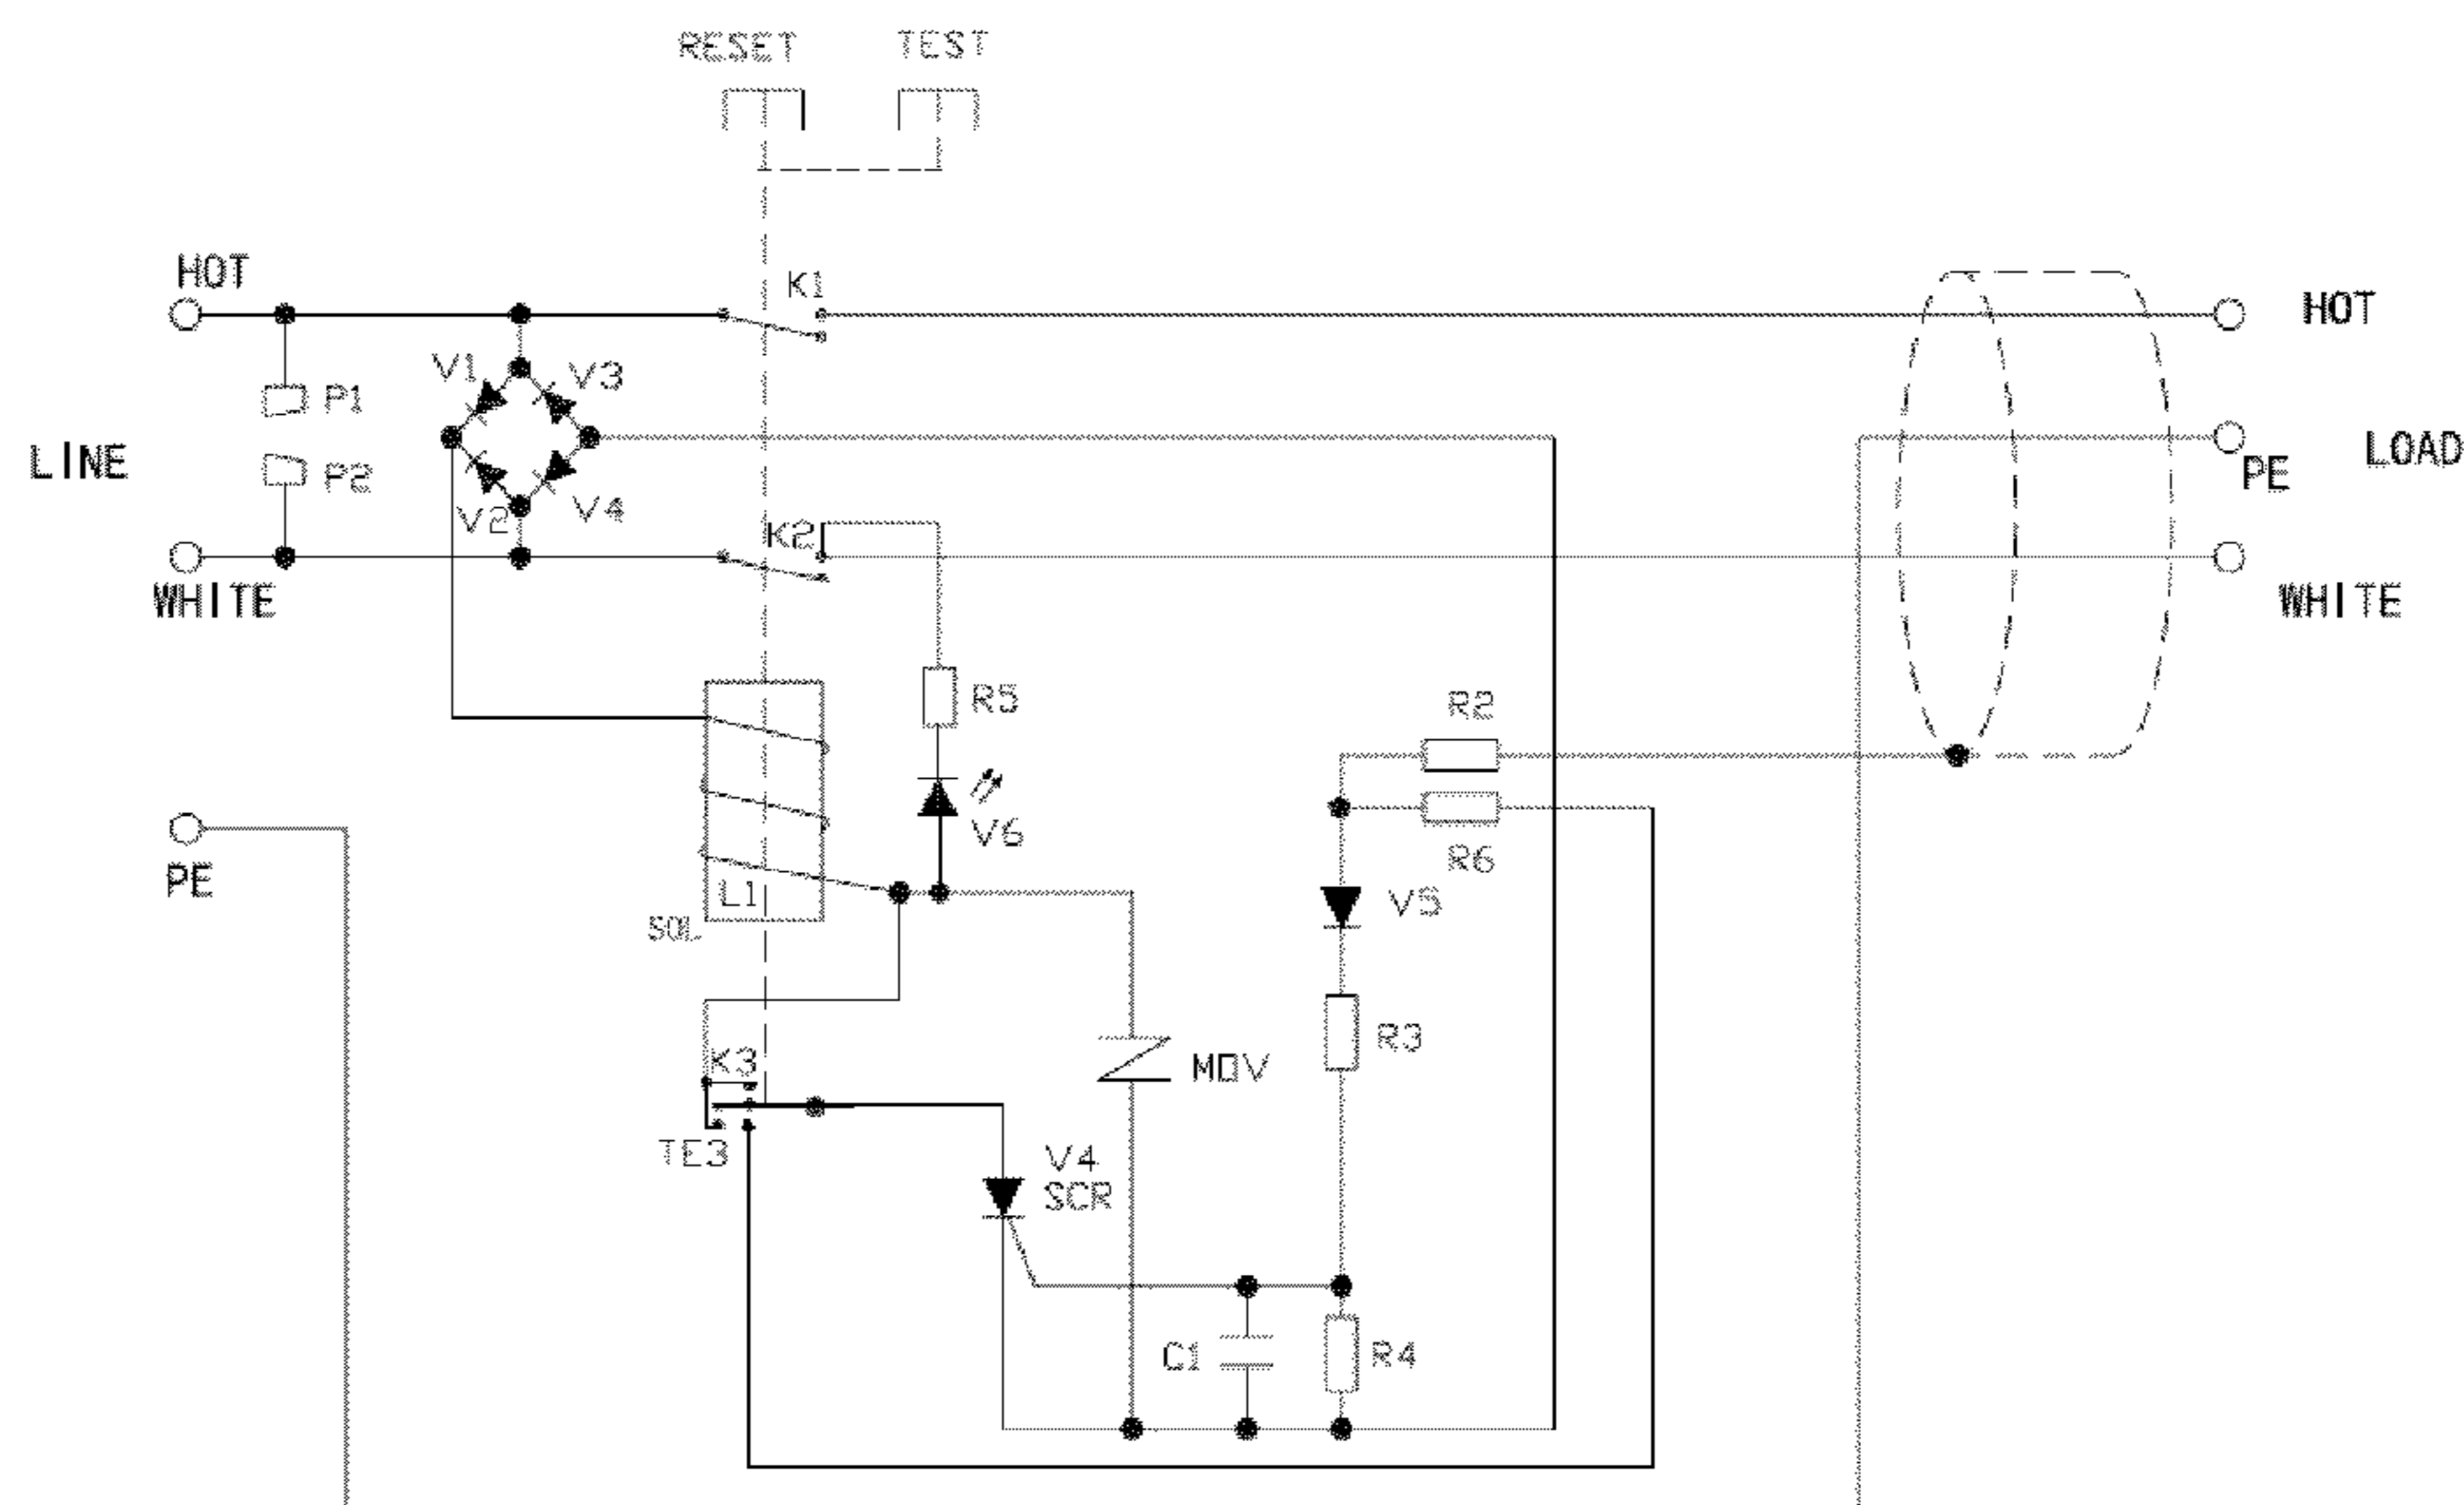 RESET TEST
HOT
K1
HOT
V1 V3
P1
LINE
P2
PE
LOAD
V2 V4
K2
WHITE
WHITE
R5
R2
V6
R6
PE
L1
V5
SOL
K3
MOV
R3
TE3
V4
SCR
C1
R4